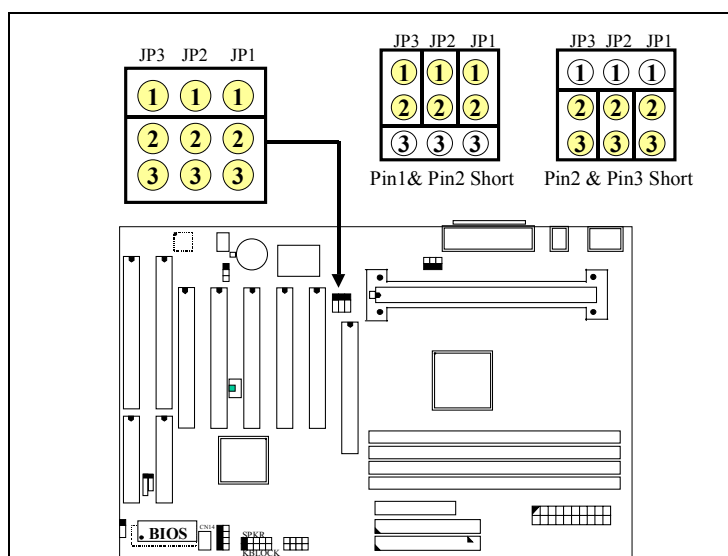 JP3 JP2 JP1
1 1 1
2 2 2
3 3 3
JP3 JP2 JP1
1 1 1
2 2 2
3 3 3
Pin1& Pin2 Short
JP3 JP2 JP1
1 1 1
2 2 2
3 3 3
Pin2 & Pin3 Short
BIOS
CN14
SPKR
KBLOCK